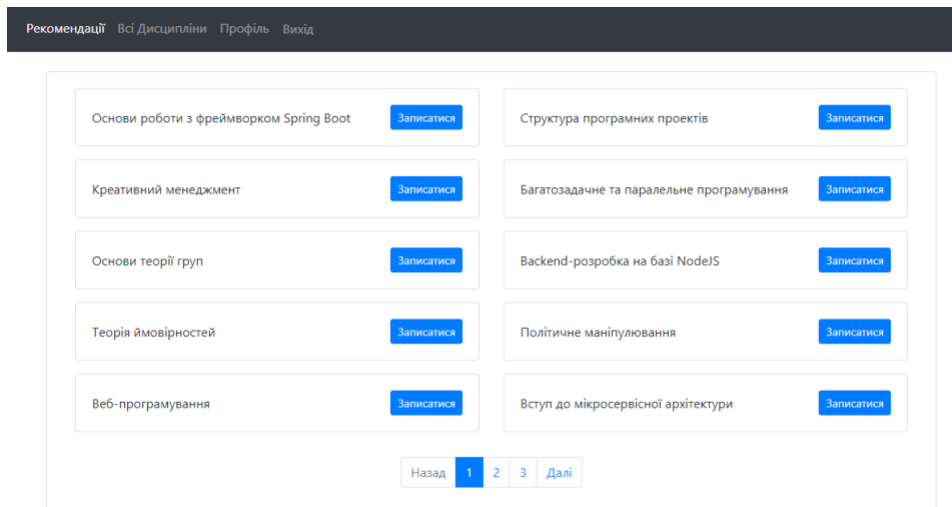 Рекомендації Всі Дисципліни Профіль Вихід
Основи роботи з фреймворком Spring Boot Записатися
Структура програмних проектів Записатися
Креативний менеджмент Записатися
Багатозадачне та паралельне програмування Записатися
Основи теорії груп Записатися
Backend-розробка на базі NodeJS Записатися
Теорія ймовірностей Записатися
Політичне маніпулювання Записатися
Веб-програмування Записатися
Вступ до мікросервісної архітектури Записатися
Назад 1 2 3 Далі